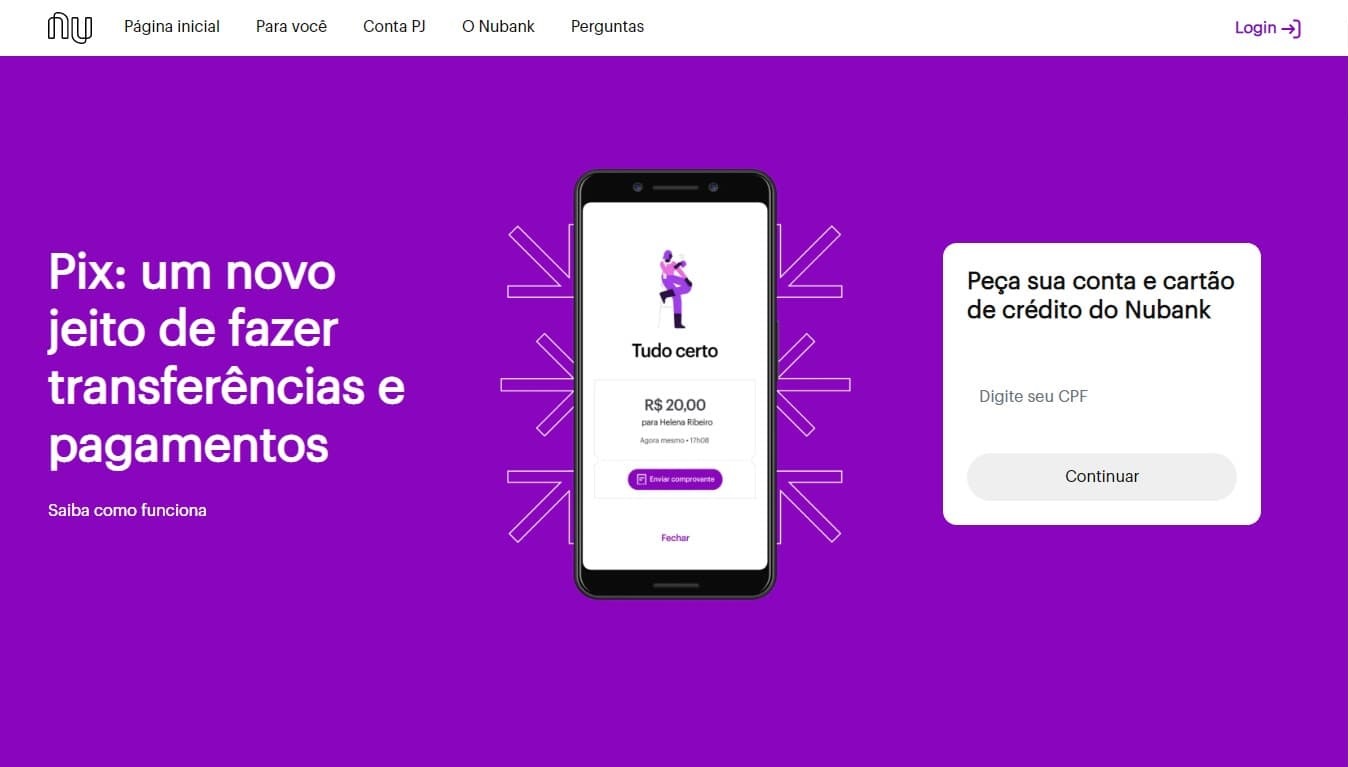 nu
Página inicial
Para você
Conta PJ
O Nubank
Perguntas
Login
Pix: um novo
jeito de fazer
transferências e
pagamentos
Saiba como funciona
Tudo certo
R$ 20,00
para Helena Ribeiro
Agora mesmo • 17h08
Enviar comprovante
Fechar
Peça sua conta e cartão
de crédito do Nubank
Digite seu CPF
Continuar